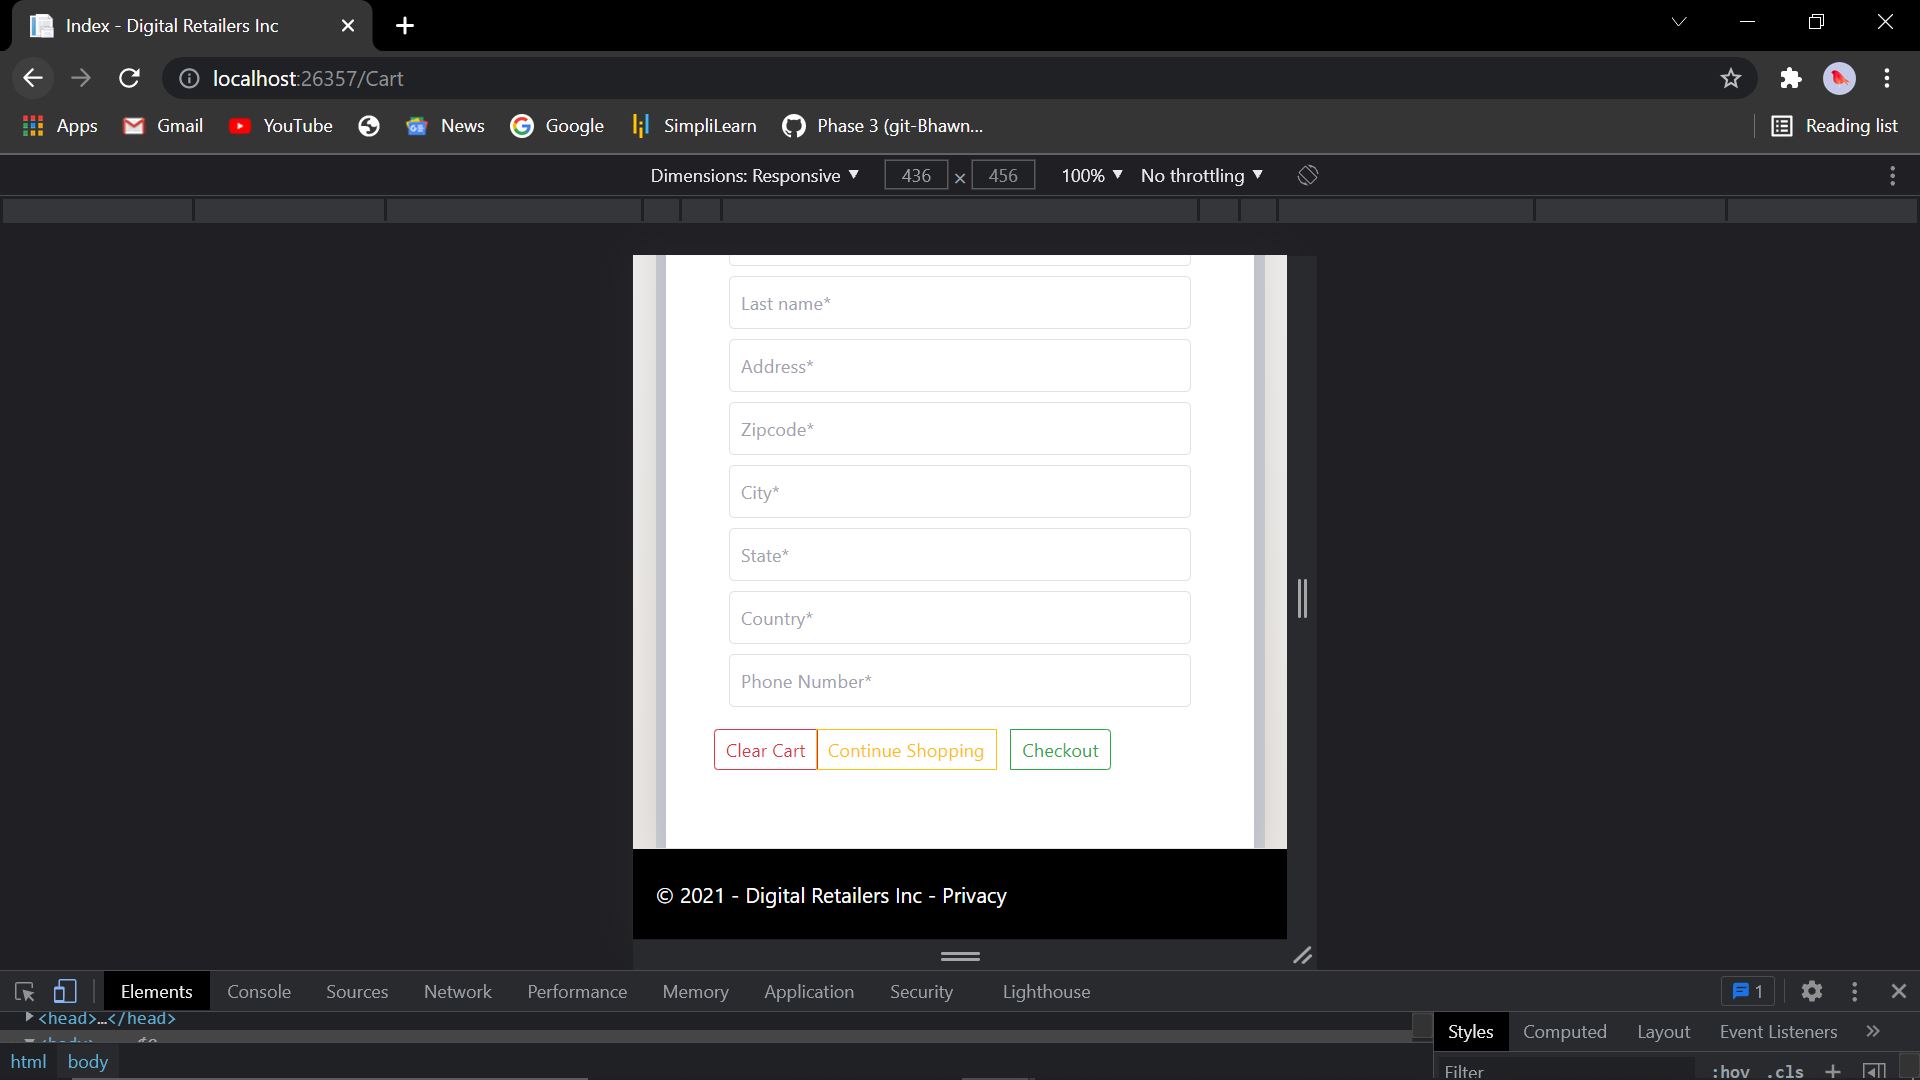 Index - Digital Retailers Inc
localhost:26357/Cart
Apps Gmail YouTube News Google SimpliLearn Phase 3 (git-Bhawn... Reading list
Dimensions: Responsive 436 × 456 100% No throttling
Last name*
Address*
Zipcode*
City*
State*
Country*
Phone Number*
Clear Cart Continue Shopping Checkout
© 2021 - Digital Retailers Inc - Privacy
Elements Console Sources Network Performance Memory Application Security Lighthouse 1
<head>…</head>
Styles Computed Layout Event Listeners »
html body
Filter :hov .cls +